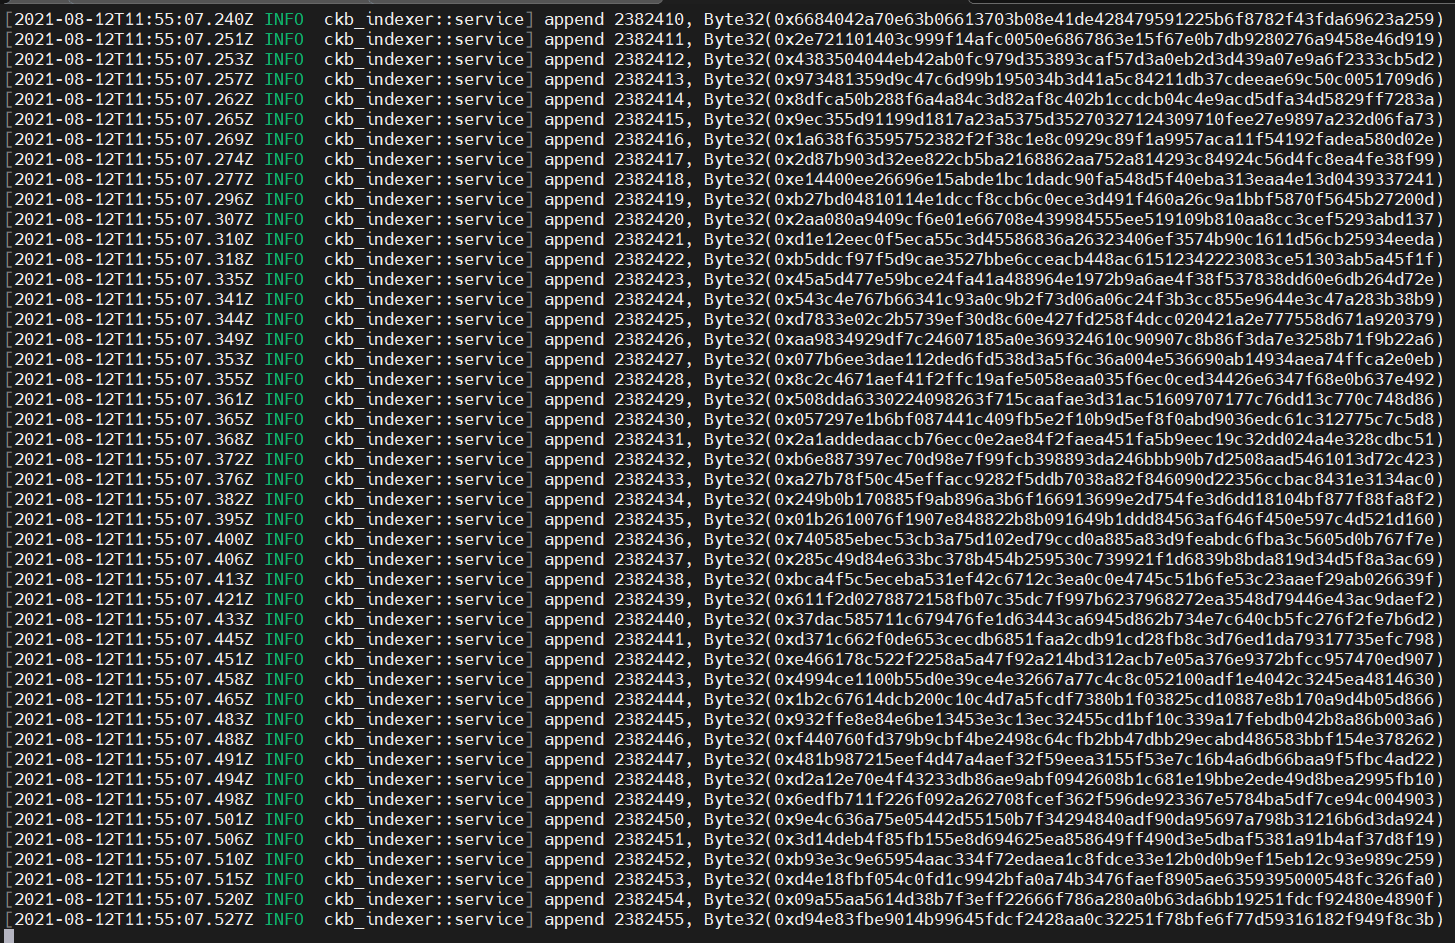 [2021-08-12T11:55:07.240Z INFO  ckb_indexer::service] append 2382410, Byte32(0x6684042a70e63b06613703b08e41de428479591225b6f8782f43fda69623a259)
[2021-08-12T11:55:07.251Z INFO  ckb_indexer::service] append 2382411, Byte32(0x2e721101403c999f14afc0050e6867863e15f67e0b7db9280276a9458e46d919)
[2021-08-12T11:55:07.253Z INFO  ckb_indexer::service] append 2382412, Byte32(0x4383504044eb42ab0fc979d353893caf57d3a0eb2d3d439a07e9a6f2333cb5d2)
[2021-08-12T11:55:07.257Z INFO  ckb_indexer::service] append 2382413, Byte32(0x973481359d9c47c6d99b195034b3d41a5c84211db37cdeeae69c50c0051709d6)
[2021-08-12T11:55:07.262Z INFO  ckb_indexer::service] append 2382414, Byte32(0x8dfca50b288f6a4a84c3d82af8c402b1ccdcb04c4e9acd5dfa34d5829ff7283a)
[2021-08-12T11:55:07.265Z INFO  ckb_indexer::service] append 2382415, Byte32(0x9ec355d91199d1817a23a5375d35270327124309710fee27e9897a232d06fa73)
[2021-08-12T11:55:07.269Z INFO  ckb_indexer::service] append 2382416, Byte32(0x1a638f63595752382f2f38c1e8c0929c89f1a9957aca11f54192fadea580d02e)
[2021-08-12T11:55:07.274Z INFO  ckb_indexer::service] append 2382417, Byte32(0x2d87b903d32ee822cb5ba2168862aa752a814293c84924c56d4fc8ea4fe38f99)
[2021-08-12T11:55:07.277Z INFO  ckb_indexer::service] append 2382418, Byte32(0xe14400ee26696e15abde1bc1dadc90fa548d5f40eba313eaa4e13d0439337241)
[2021-08-12T11:55:07.296Z INFO  ckb_indexer::service] append 2382419, Byte32(0xb27bd04810114e1dccf8ccb6c0ece3d491f460a26c9a1bbf5870f5645b27200d)
[2021-08-12T11:55:07.307Z INFO  ckb_indexer::service] append 2382420, Byte32(0x2aa080a9409cf6e01e66708e439984555ee519109b810aa8cc3cef5293abd137)
[2021-08-12T11:55:07.310Z INFO  ckb_indexer::service] append 2382421, Byte32(0xd1e12eec0f5eca55c3d45586836a26323406ef3574b90c1611d56cb25934eeda)
[2021-08-12T11:55:07.318Z INFO  ckb_indexer::service] append 2382422, Byte32(0xb5ddcf97f5d9cae3527bbe6cceacb448ac61512342223083ce51303ab5a45f1f)
[2021-08-12T11:55:07.335Z INFO  ckb_indexer::service] append 2382423, Byte32(0x45a5d477e59bce24fa41a488964e1972b9a6ae4f38f537838dd60e6db264d72e)
[2021-08-12T11:55:07.341Z INFO  ckb_indexer::service] append 2382424, Byte32(0x543c4e767b66341c93a0c9b2f73d06a06c24f3b3cc855e9644e3c47a283b38b9)
[2021-08-12T11:55:07.344Z INFO  ckb_indexer::service] append 2382425, Byte32(0xd7833e02c2b5739ef30d8c60e427fd258f4dcc020421a2e777558d671a920379)
[2021-08-12T11:55:07.349Z INFO  ckb_indexer::service] append 2382426, Byte32(0xaa9834929df7c24607185a0e369324610c90907c8b86f3da7e3258b71f9b22a6)
[2021-08-12T11:55:07.353Z INFO  ckb_indexer::service] append 2382427, Byte32(0x077b6ee3dae112ded6fd538d3a5f6c36a004e536690ab14934aea74ffca2e0eb)
[2021-08-12T11:55:07.355Z INFO  ckb_indexer::service] append 2382428, Byte32(0x8c2c4671aef41f2ffc19afe5058eaa035f6ec0ced34426e6347f68e0b637e492)
[2021-08-12T11:55:07.361Z INFO  ckb_indexer::service] append 2382429, Byte32(0x508dda6330224098263f715caafae3d31ac51609707177c76dd13c770c748d86)
[2021-08-12T11:55:07.365Z INFO  ckb_indexer::service] append 2382430, Byte32(0x057297e1b6bf087441c409fb5e2f10b9d5ef8f0abd9036edc61c312775c7c5d8)
[2021-08-12T11:55:07.368Z INFO  ckb_indexer::service] append 2382431, Byte32(0x2a1addedaaccb76ecc0e2ae84f2faea451fa5b9eec19c32dd024a4e328cdbc51)
[2021-08-12T11:55:07.372Z INFO  ckb_indexer::service] append 2382432, Byte32(0xb6e887397ec70d98e7f99fcb398893da246bbb90b7d2508aad5461013d72c423)
[2021-08-12T11:55:07.376Z INFO  ckb_indexer::service] append 2382433, Byte32(0xa27b78f50c45effacc9282f5ddb7038a82f846090d22356ccbac8431e3134ac0)
[2021-08-12T11:55:07.382Z INFO  ckb_indexer::service] append 2382434, Byte32(0x249b0b170885f9ab896a3b6f166913699e2d754fe3d6dd18104bf877f88fa8f2)
[2021-08-12T11:55:07.395Z INFO  ckb_indexer::service] append 2382435, Byte32(0x01b2610076f1907e848822b8b091649b1ddd84563af646f450e597c4d521d160)
[2021-08-12T11:55:07.400Z INFO  ckb_indexer::service] append 2382436, Byte32(0x740585ebec53cb3a75d102ed79ccd0a885a83d9feabdc6fba3c5605d0b767f7e)
[2021-08-12T11:55:07.406Z INFO  ckb_indexer::service] append 2382437, Byte32(0x285c49d84e633bc378b454b259530c739921f1d6839b8bda819d34d5f8a3ac69)
[2021-08-12T11:55:07.413Z INFO  ckb_indexer::service] append 2382438, Byte32(0xbca4f5c5eceba531ef42c6712c3ea0c0e4745c51b6fe53c23aaef29ab026639f)
[2021-08-12T11:55:07.421Z INFO  ckb_indexer::service] append 2382439, Byte32(0x611f2d0278872158fb07c35dc7f997b6237968272ea3548d79446e43ac9daef2)
[2021-08-12T11:55:07.433Z INFO  ckb_indexer::service] append 2382440, Byte32(0x37dac585711c679476fe1d63443ca6945d862b734e7c640cb5fc276f2fe7b6d2)
[2021-08-12T11:55:07.445Z INFO  ckb_indexer::service] append 2382441, Byte32(0xd371c662f0de653cecdb6851faa2cdb91cd28fb8c3d76ed1da79317735efc798)
[2021-08-12T11:55:07.451Z INFO  ckb_indexer::service] append 2382442, Byte32(0xe466178c522f2258a5a47f92a214bd312acb7e05a376e9372bfcc957470ed907)
[2021-08-12T11:55:07.458Z INFO  ckb_indexer::service] append 2382443, Byte32(0x4994ce1100b55d0e39ce4e32667a77c4c8c052100adf1e4042c3245ea4814630)
[2021-08-12T11:55:07.465Z INFO  ckb_indexer::service] append 2382444, Byte32(0x1b2c67614dcb200c10c4d7a5fcdf7380b1f03825cd10887e8b170a9d4b05d866)
[2021-08-12T11:55:07.483Z INFO  ckb_indexer::service] append 2382445, Byte32(0x932ffe8e84e6be13453e3c13ec32455cd1bf10c339a17febdb042b8a86b003a6)
[2021-08-12T11:55:07.488Z INFO  ckb_indexer::service] append 2382446, Byte32(0xf440760fd379b9cbf4be2498c64cfb2bb47dbb29ecabd486583bbf154e378262)
[2021-08-12T11:55:07.491Z INFO  ckb_indexer::service] append 2382447, Byte32(0x481b987215eef4d47a4aef32f59eea3155f53e7c16b4a6db66baa9f5fbc4ad22)
[2021-08-12T11:55:07.494Z INFO  ckb_indexer::service] append 2382448, Byte32(0xd2a12e70e4f43233db86ae9abf0942608b1c681e19bbe2ede49d8bea2995fb10)
[2021-08-12T11:55:07.498Z INFO  ckb_indexer::service] append 2382449, Byte32(0x6edfb711f226f092a262708fcef362f596de923367e5784ba5df7ce94c004903)
[2021-08-12T11:55:07.501Z INFO  ckb_indexer::service] append 2382450, Byte32(0x9e4c636a75e05442d55150b7f34294840adf90da95697a798b31216b6d3da924)
[2021-08-12T11:55:07.506Z INFO  ckb_indexer::service] append 2382451, Byte32(0x3d14deb4f85fb155e8d694625ea858649ff490d3e5dbaf5381a91b4af37d8f19)
[2021-08-12T11:55:07.510Z INFO  ckb_indexer::service] append 2382452, Byte32(0xb93e3c9e65954aac334f72edaea1c8fdce33e12b0d0b9ef15eb12c93e989c259)
[2021-08-12T11:55:07.515Z INFO  ckb_indexer::service] append 2382453, Byte32(0xd4e18fbf054c0fd1c9942bfa0a74b3476faef8905ae6359395000548fc326fa0)
[2021-08-12T11:55:07.520Z INFO  ckb_indexer::service] append 2382454, Byte32(0x09a55aa5614d38b7f3eff22666f786a280a0b63da6bb19251fdcf92480e4890f)
[2021-08-12T11:55:07.527Z INFO  ckb_indexer::service] append 2382455, Byte32(0xd94e83fbe9014b99645fdcf2428aa0c32251f78bfe6f77d59316182f949f8c3b)